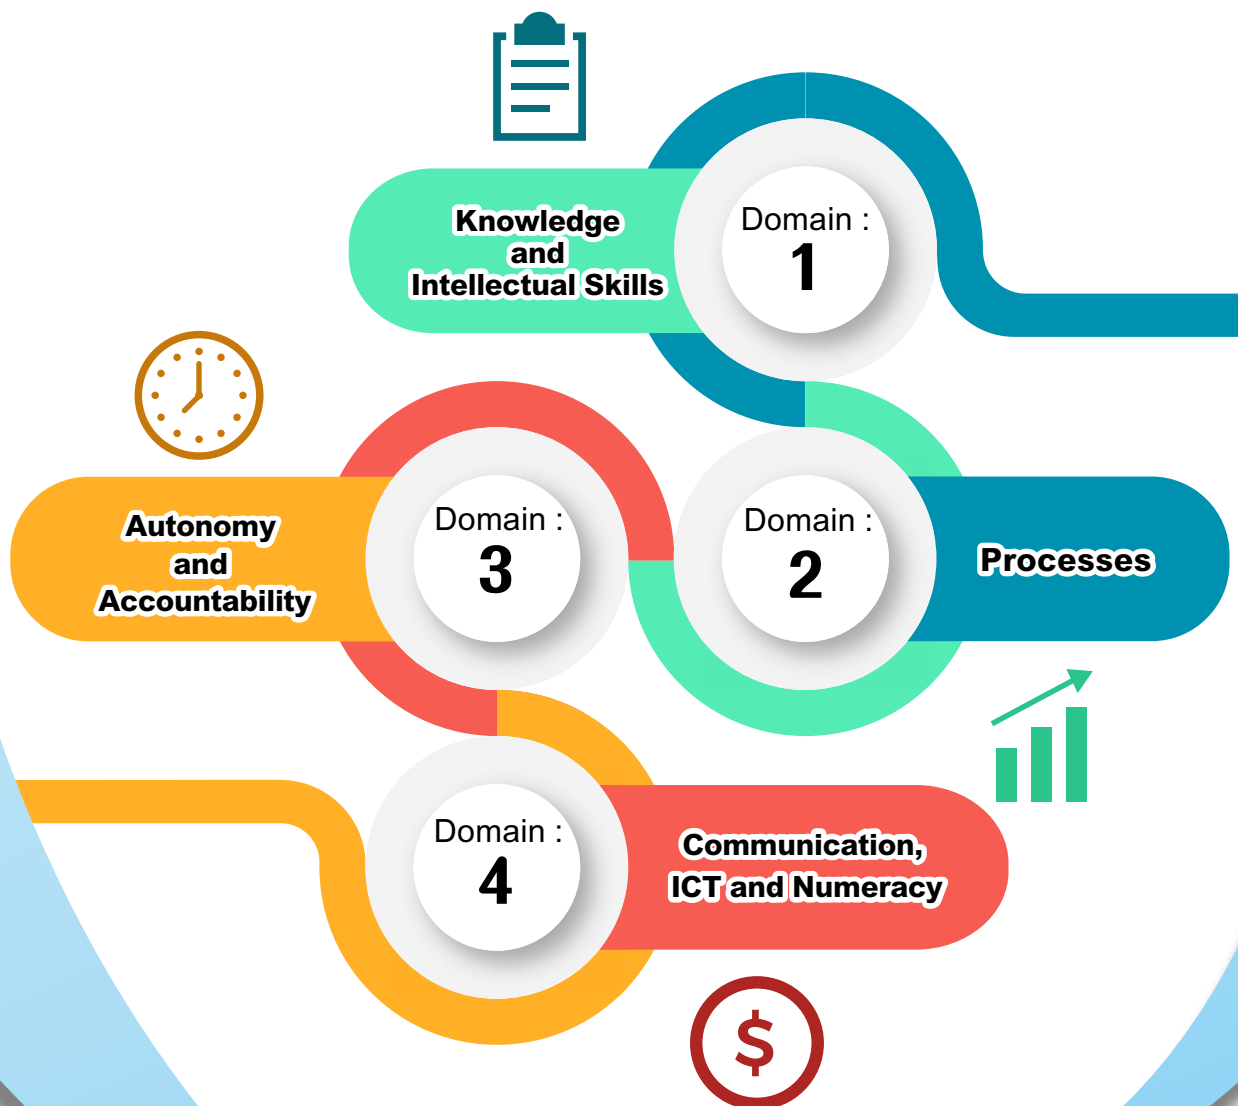 Knowledge
and
Intellectual Skills
Domain :
1
Autonomy
and
Accountability
Domain :
3
Domain :
2
Processes
Domain :
4
Communication,
ICT and Numeracy
$